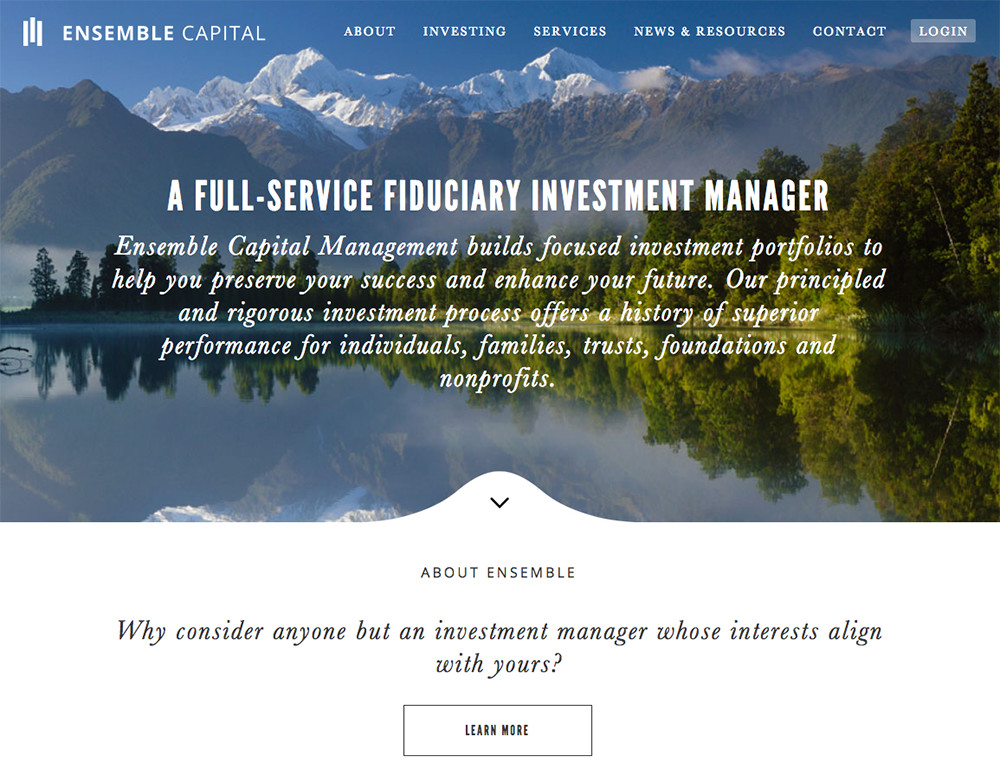 ENSEMBLE CAPITAL
ABOUT
INVESTING
SERVICES
NEWS & RESOURCES
CONTACT
LOGIN
A FULL-SERVICE FIDUCIARY INVESTMENT MANAGER
Ensemble Capital Management builds focused investment portfolios to
help you preserve your success and enhance your future. Our principled
and rigorous investment process offers a history of superior
performance for individuals, families, trusts, foundations and
nonprofits.
ABOUT ENSEMBLE
Why consider anyone but an investment manager whose interests align
with yours?
LEARN MORE